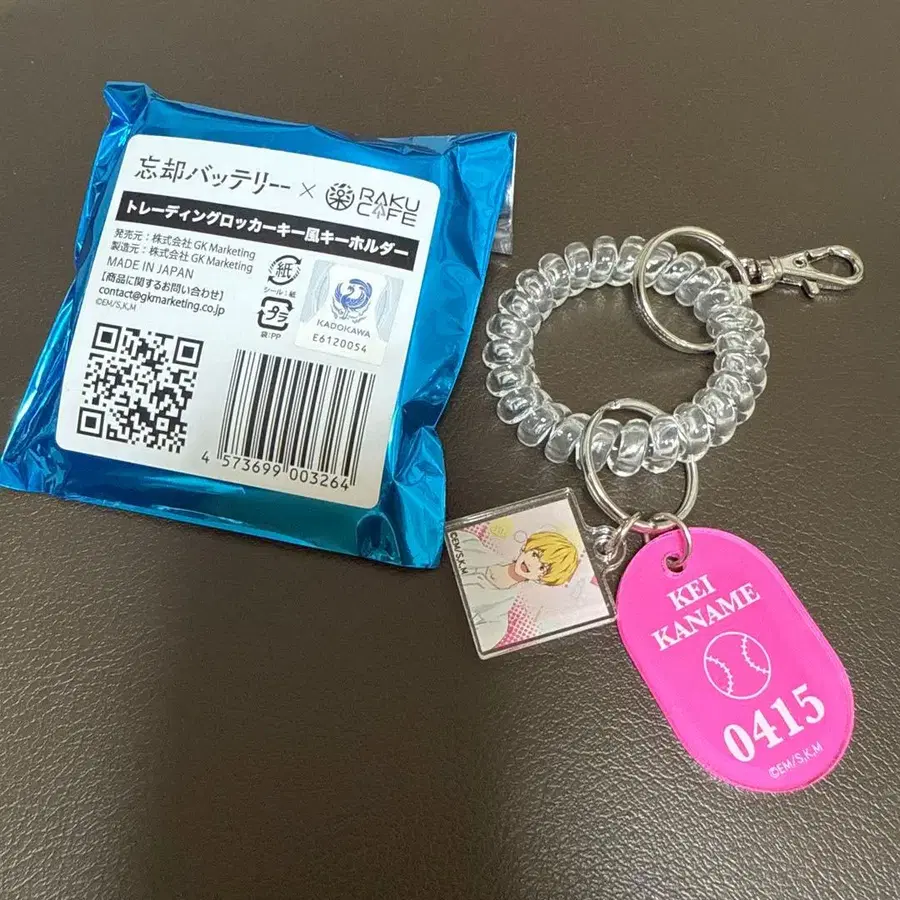 忘却バッテリー × 楽 RAKU CAFE
トレーディングロッカーキー風キーホルダー
発売元：株式会社 GK Marketing
製造元：株式会社 GK Marketing
MADE IN JAPAN
【商品に関するお問い合わせ】
contact@gkmarketing.co.jp
©EM/S,K,M
紙
シール：紙
プラ
袋：PP
KADOKAWA
E6120054
4 573699 003264
©EM/S,K,M
KEI
KANAME
0415
©EM/S,K,M